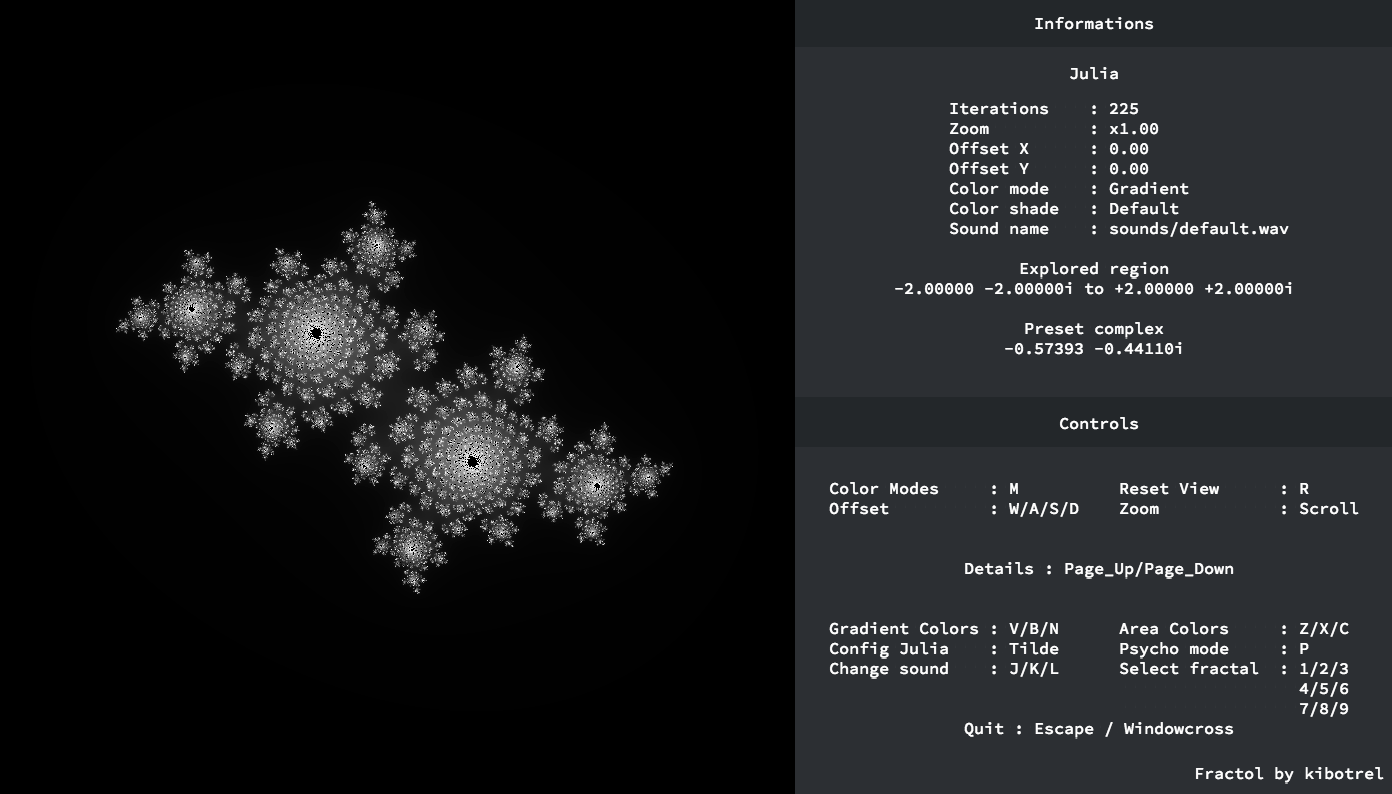 Informations
Julia
Iterations : 225
Zoom : x1.00
Offset X : 0.00
Offset Y : 0.00
Color mode : Gradient
Color shade : Default
Sound name : sounds/default.wav
Explored region
-2.00000 -2.00000i to +2.00000 +2.00000i
Preset complex
-0.57393 -0.44110i
Controls
Color Modes : M Reset View : R
Offset : W/A/S/D Zoom : Scroll
Details : Page_Up/Page_Down
Gradient Colors : V/B/N Area Colors : Z/X/C
Config Julia : Tilde Psycho mode : P
Change sound : J/K/L Select fractal : 1/2/3
4/5/6
7/8/9
Quit : Escape / Windowcross
Fractol by kibotrel